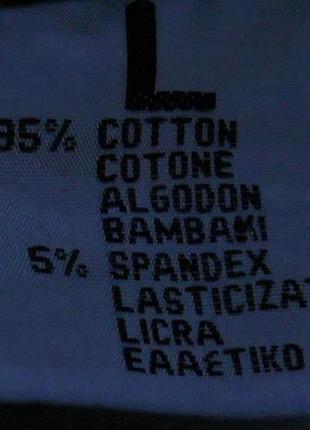 L
95% COTTON
COTONE
ALGODON
BAMBAKI
5% SPANDEX
LASTICIZAT
LICRA
ΕΛΑΣΤΙΚΟ